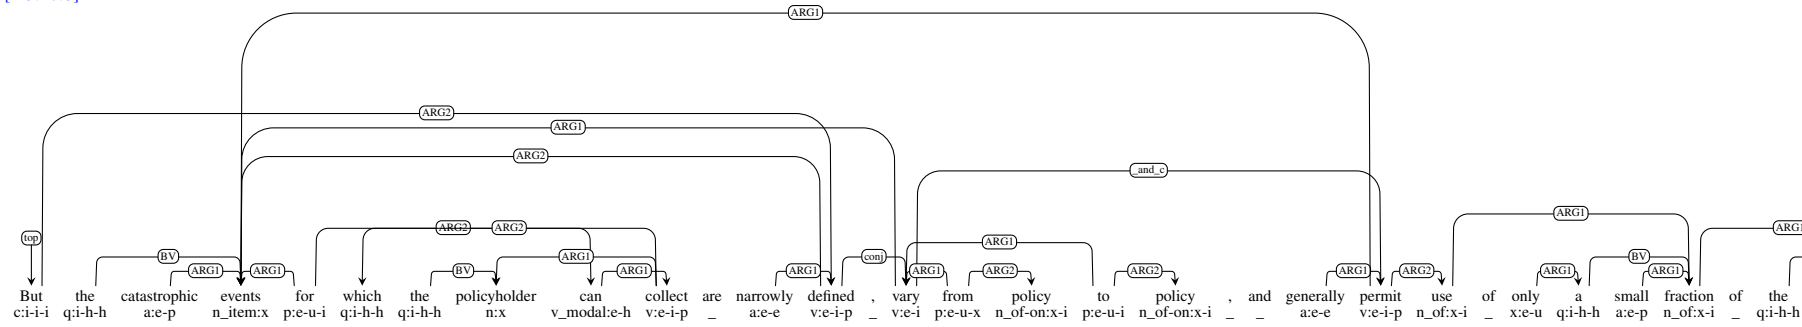 ARG1
ARG2
ARG1
ARG2
_and_c
ARG1
ARG2 ARG2
top BV ARG1 conj ARG1 BV
ARG1 ARG1 BV ARG1 ARG1 ARG1 ARG2 ARG2 ARG1 ARG2 ARG1 ARG1
But the catastrophic events for which the policyholder can collect are narrowly defined , vary from policy to policy , and generally permit use of only a small fraction of the
c:i-i-i q:i-h-h a:e-p n_item:x p:e-u-i q:i-h-h q:i-h-h n:x v_modal:e-h v:e-i-p _ a:e-e v:e-i-p _ v:e-i p:e-u-x n_of-on:x-i p:e-u-i n_of-on:x-i _ _ a:e-e v:e-i-p n_of:x-i _ x:e-u q:i-h-h a:e-p n_of:x-i _ q:i-h-h